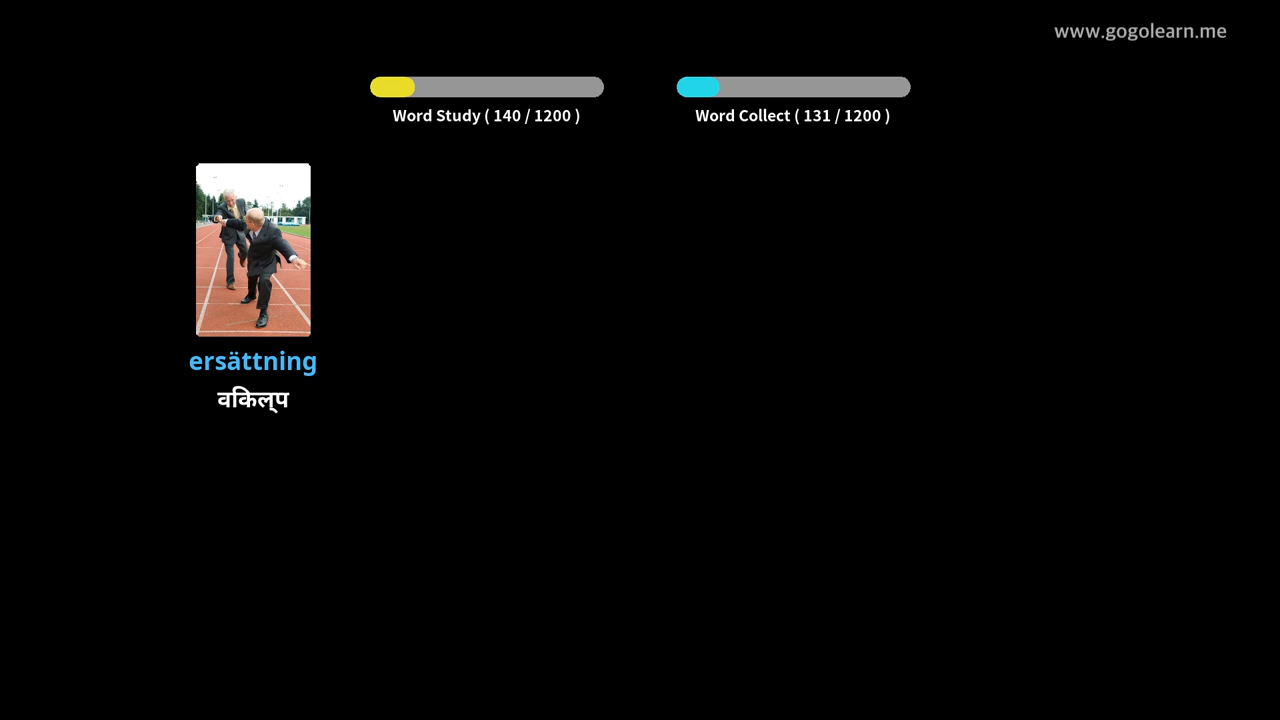 www.gogolearn.me
Word Study ( 140 / 1200 )
Word Collect ( 131 / 1200 )
ersättning
विकल्प